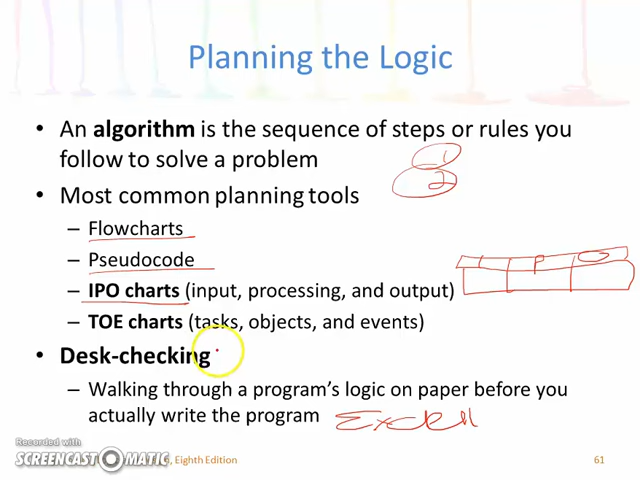 Planning the Logic
• An algorithm is the sequence of steps or rules you
follow to solve a problem
1
2
• Most common planning tools
– Flowcharts
– Pseudocode
I P O
– IPO charts (input, processing, and output)
– TOE charts (tasks, objects, and events)
• Desk-checking
– Walking through a program's logic on paper before you
actually write the program
Excel
Recorded with
SCREENCAST MATIC
, Eighth Edition
61